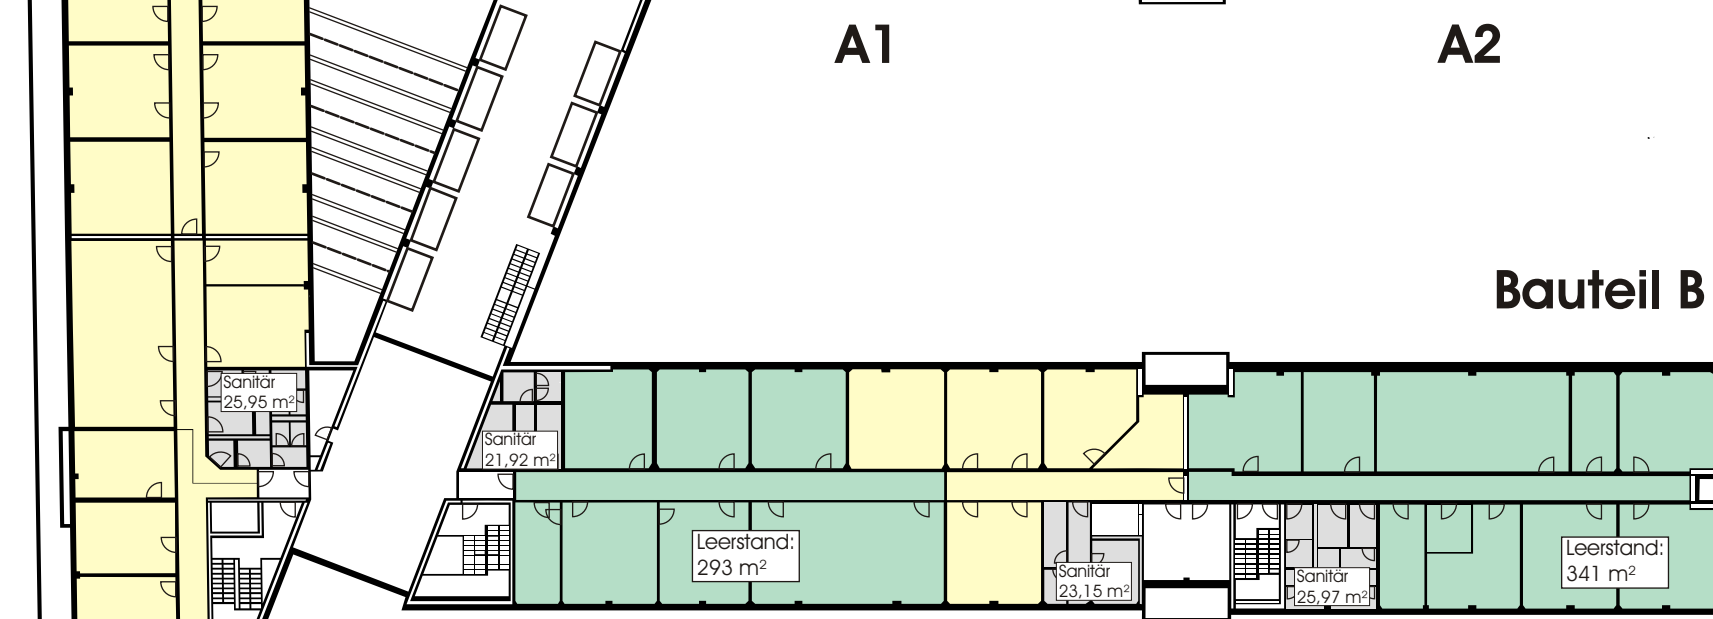 A1
A2
Bauteil B
Sanitär
25,95 m²
Sanitär
21,92 m²
Leerstand:
293 m²
Sanitär
23,15 m²
Sanitär
25,97 m²
Leerstand:
341 m²